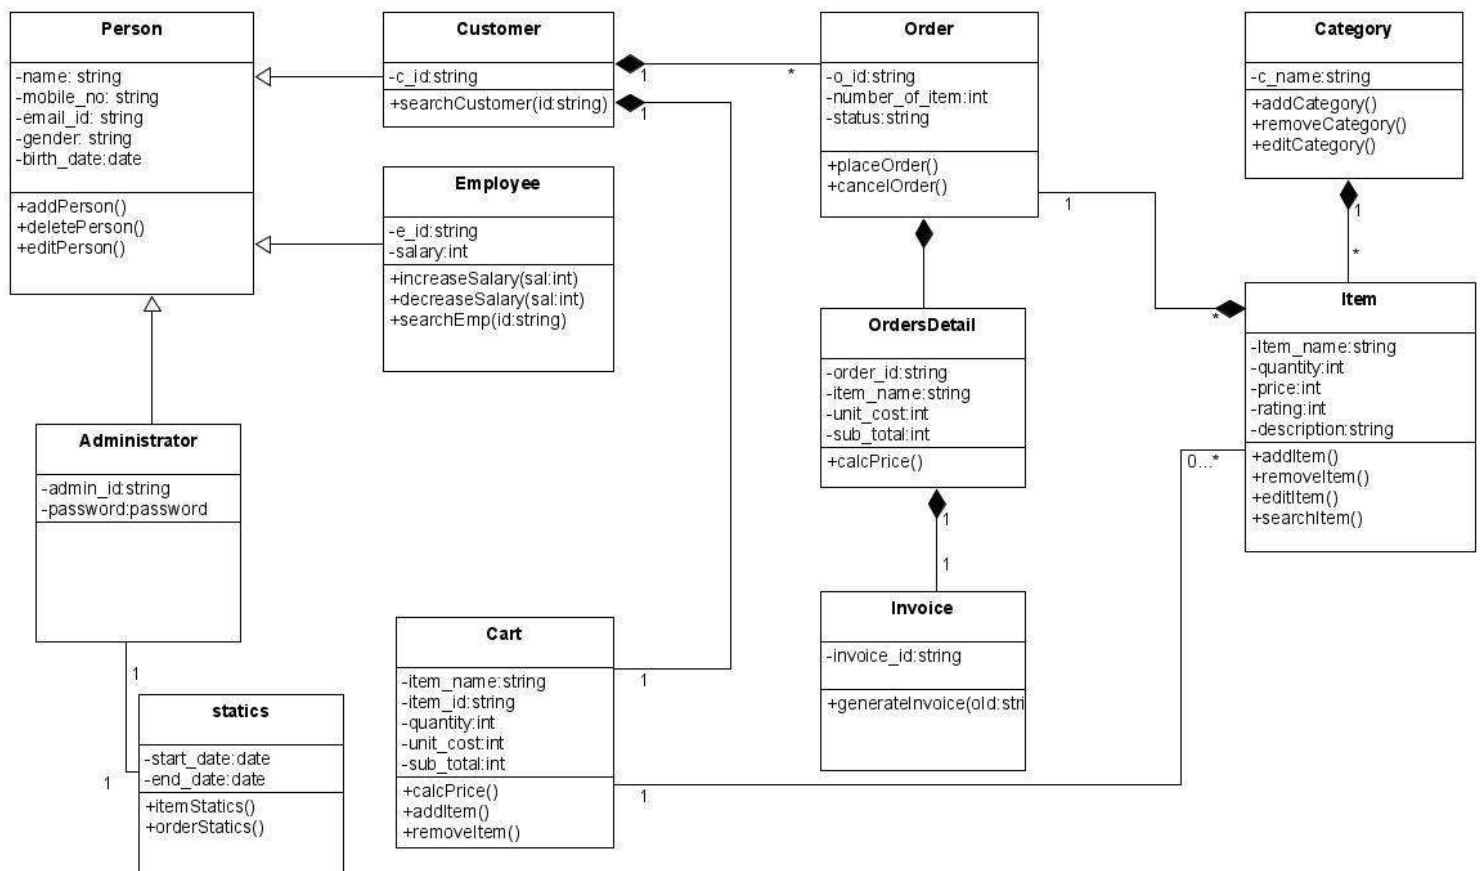 Person
-name: string
-mobile_no: string
-email_id: string
-gender: string
-birth_date:date
+addPerson()
+deletePerson()
+editPerson()
Customer
-c_id:string
+searchCustomer(id:string)
1
*
1
Order
-o_id:string
-number_of_item:int
-status:string
+placeOrder()
+cancelOrder()
1
Category
-c_name:string
+addCategory()
+removeCategory()
+editCategory()
1
*
Employee
-e_id:string
-salary:int
+increaseSalary(sal:int)
+decreaseSalary(sal:int)
+searchEmp(id:string)
OrdersDetail
-order_id:string
-item_name:string
-unit_cost:int
-sub_total:int
+calcPrice()
1
1
*
Item
-Item_name:string
-quantity:int
-price:int
-rating:int
-description:string
+addItem()
+removeItem()
+editItem()
+searchItem()
0...*
Administrator
-admin_id:string
-password:password
1
1
statics
-start_date:date
-end_date:date
+itemStatics()
+orderStatics()
Cart
-item_name:string
-item_id:string
-quantity:int
-unit_cost:int
-sub_total:int
+calcPrice()
+addItem()
+removeItem()
1
1
Invoice
-invoice_id:string
+generateInvoice(oId:stri